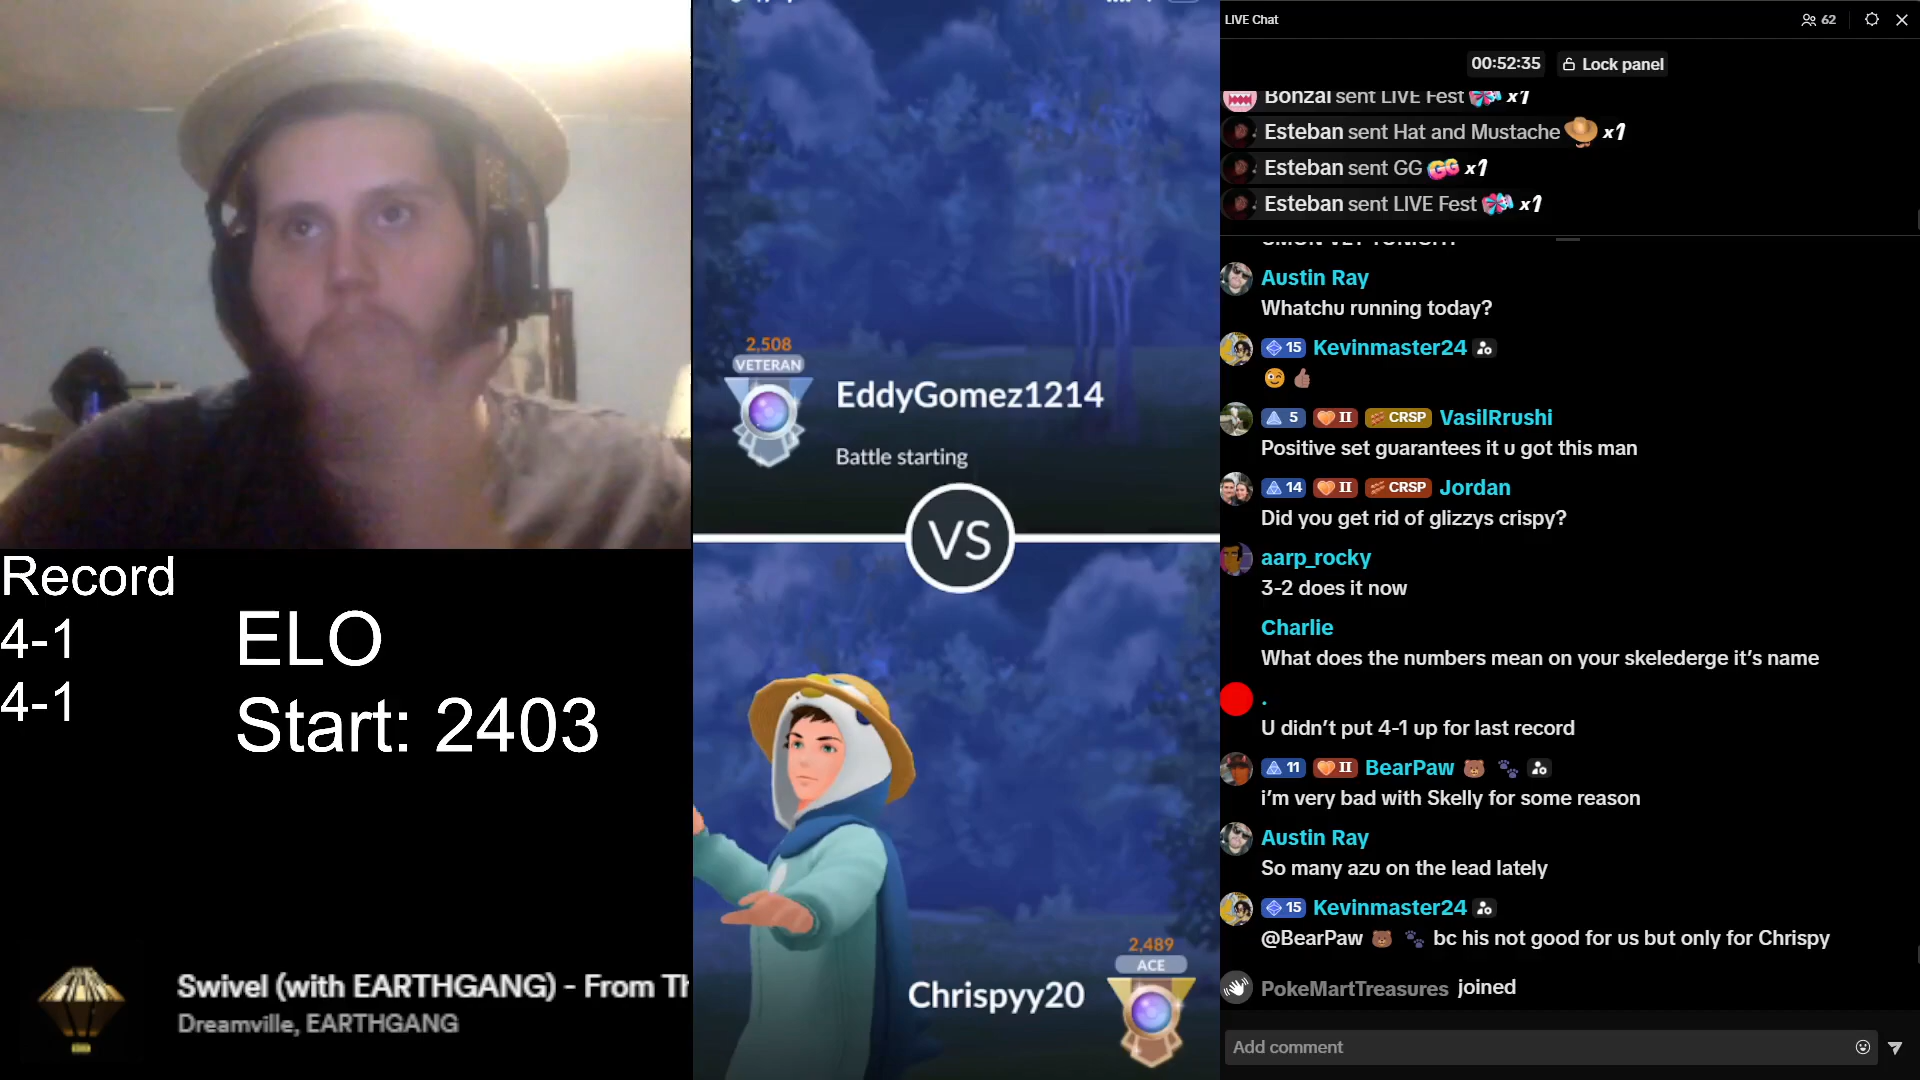 2,508
VETERAN
EddyGomez1214
Battle starting
VS
2,489
ACE
Chrispyy20
Record
4-1
4-1
ELO
Start: 2403
Swivel (with EARTHGANG) - From
Dreamville, EARTHGANG
LIVE Chat
62
00:52:35
Lock panel
Bonzai sent LIVE Fest x1
Esteban sent Hat and Mustache x1
Esteban sent GG x1
Esteban sent LIVE Fest x1
Austin Ray
Whatchu running today?
15 Kevinmaster24
😉 👍🏽
5 II CRSP VasilRrushi
Positive set guarantees it u got this man
14 II CRSP Jordan
Did you get rid of glizzys crispy?
aarp_rocky
3-2 does it now
Charlie
What does the numbers mean on your skelederge it’s name
.
U didn’t put 4-1 up for last record
11 II BearPaw 🐻 🐾
i’m very bad with Skelly for some reason
Austin Ray
So many azu on the lead lately
15 Kevinmaster24
@BearPaw 🐻 🐾 bc his not good for us but only for Chrispy
PokeMartTreasures joined
Add comment